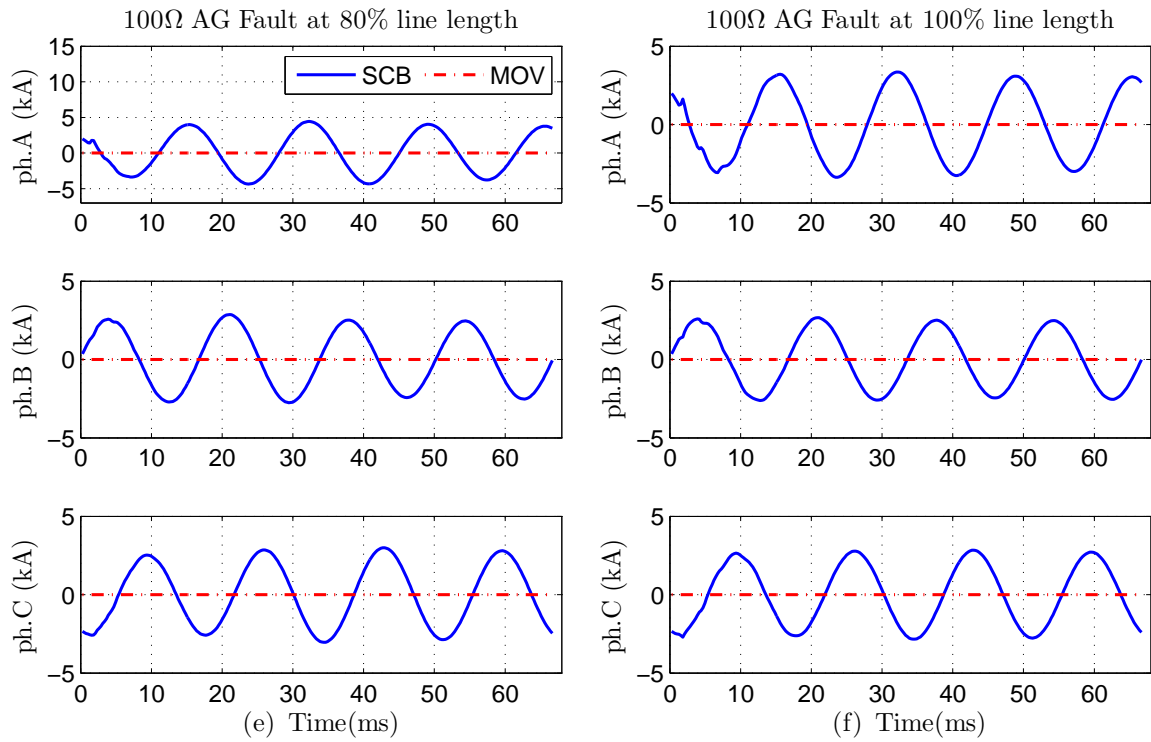 100Ω AG Fault at 80% line length
100Ω AG Fault at 100% line length
ph.A (kA)
15
10
5
0
−5
SCB
MOV
0 10 20 30 40 50 60
ph.A (kA)
5
0
−5
0 10 20 30 40 50 60
ph.B (kA)
5
0
−5
0 10 20 30 40 50 60
ph.B (kA)
5
0
−5
0 10 20 30 40 50 60
ph.C (kA)
5
0
−5
0 10 20 30 40 50 60
(e) Time(ms)
ph.C (kA)
5
0
−5
0 10 20 30 40 50 60
(f) Time(ms)